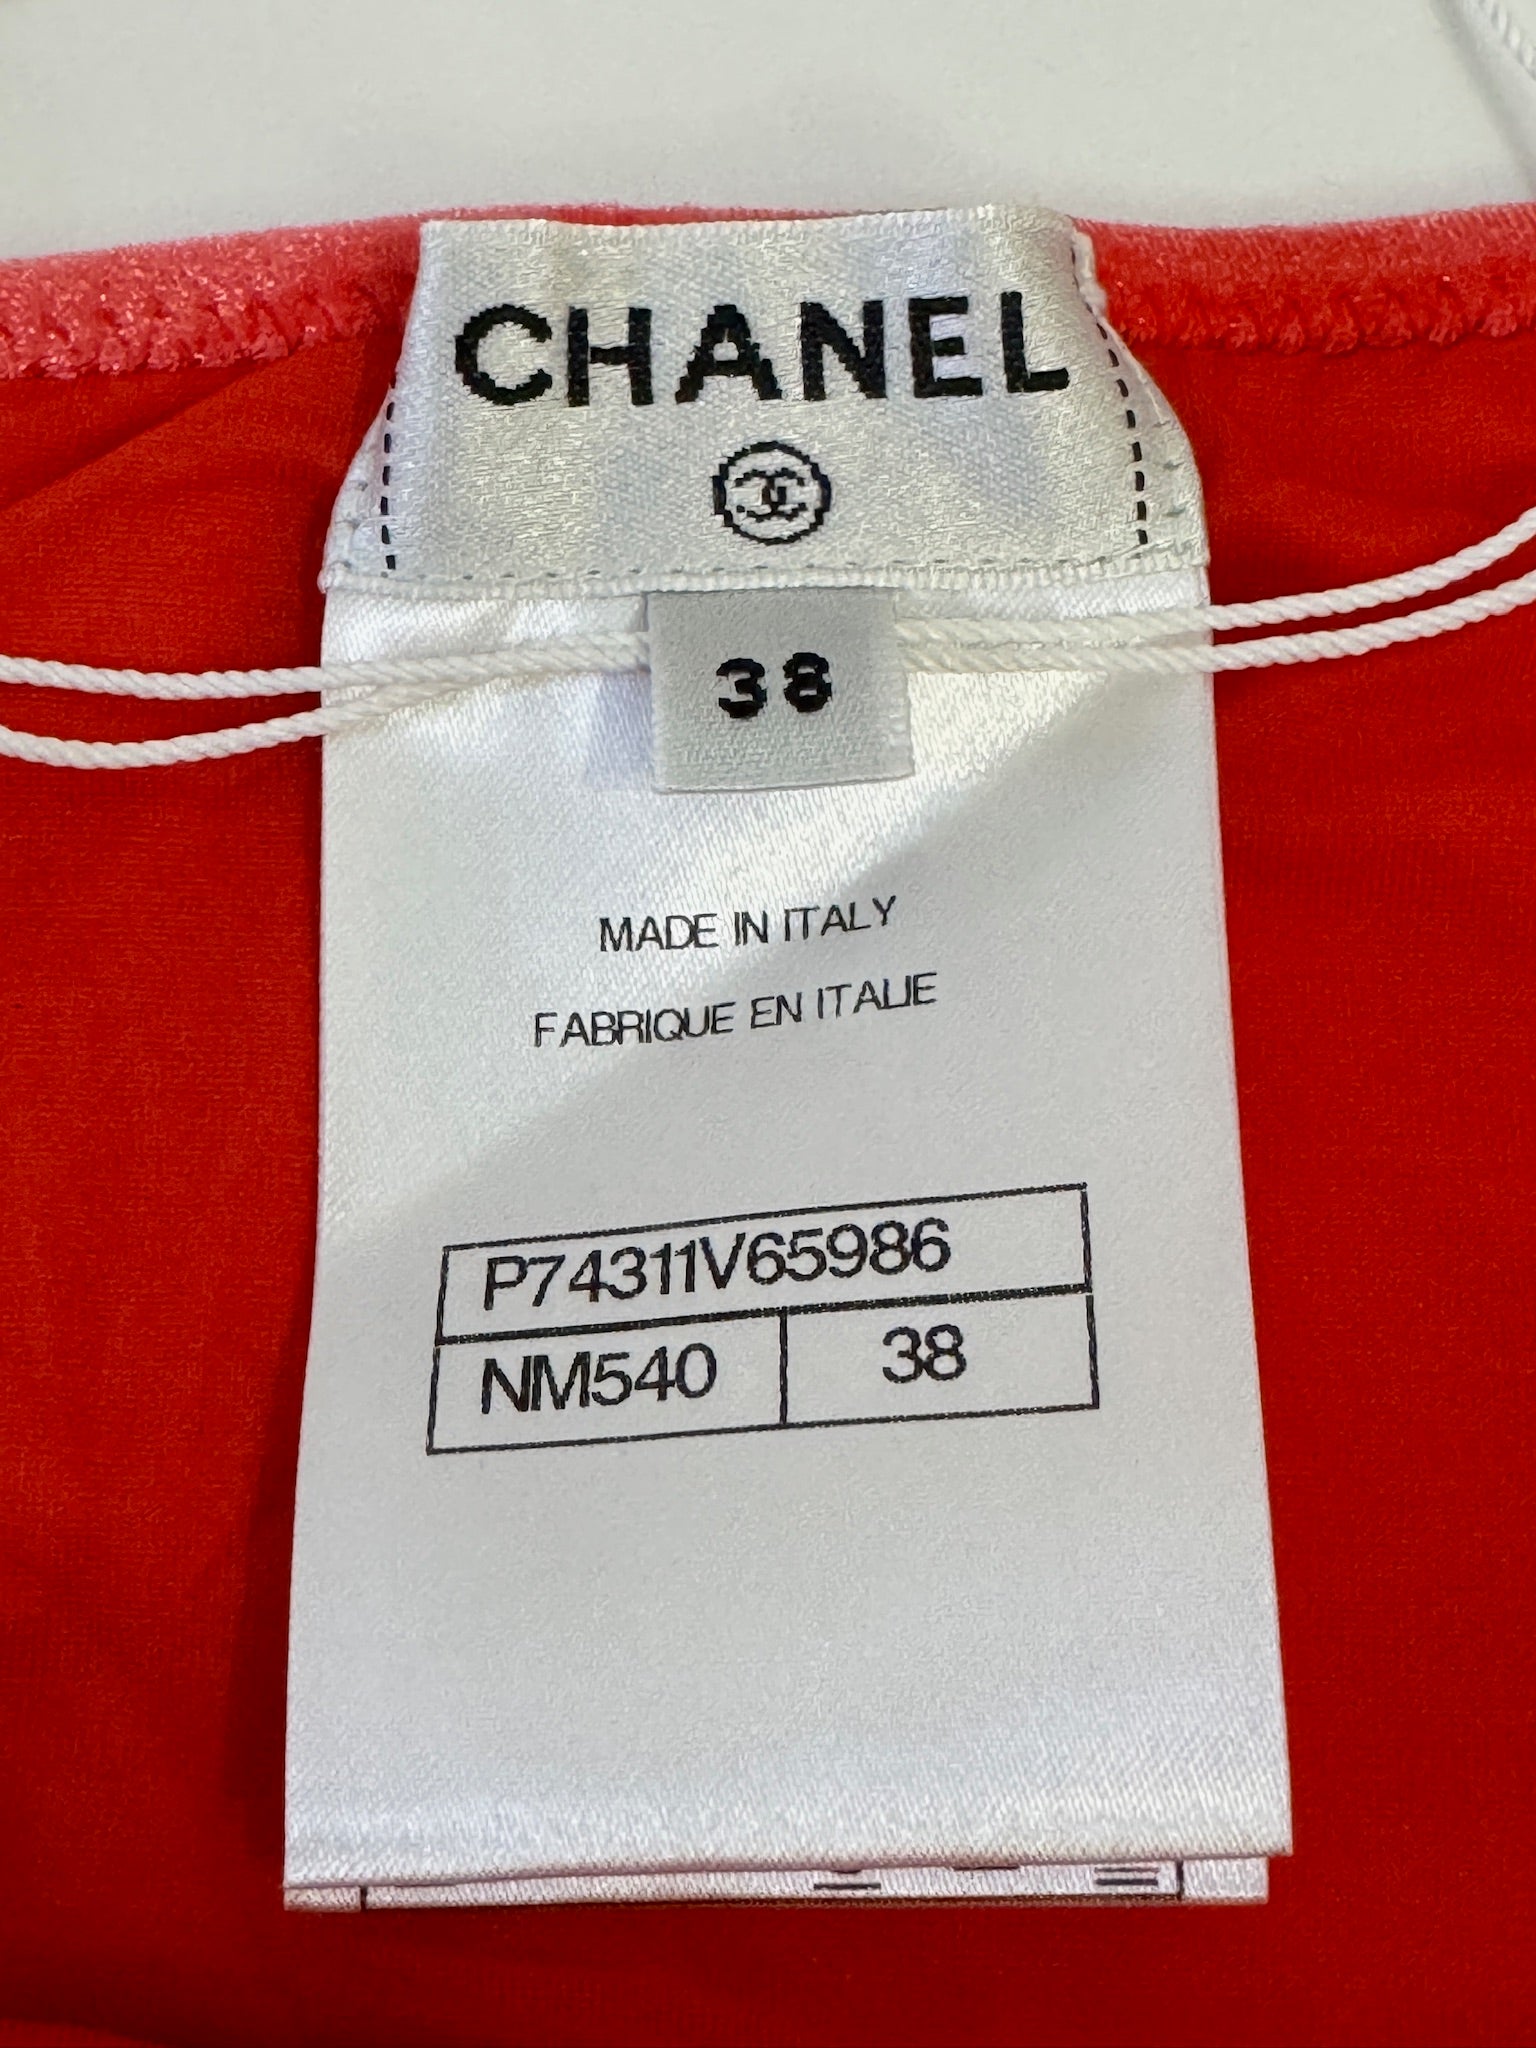 CHANEL
38
MADE IN ITALY
FABRIQUE EN ITALIE
P74311V65986
NM540 38